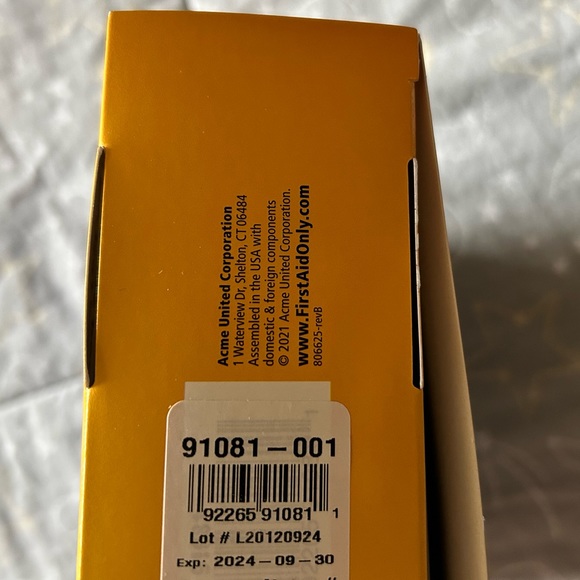 Acme United Corporation
1 Waterview Dr, Shelton, CT 06484
Assembled in the USA with
domestic & foreign components
© 2021 Acme United Corporation.
www.FirstAidOnly.com
806625-revB
91081-001
92265 91081 1
Lot # L20120924
Exp: 2024-09-30